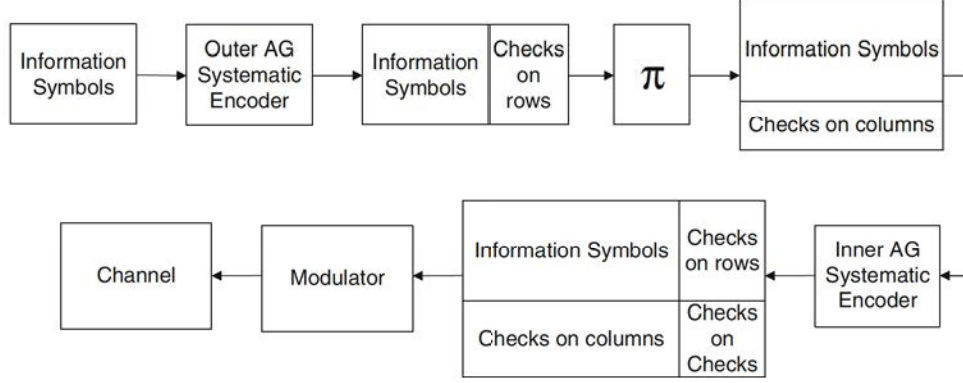 Information
Symbols
Outer AG
Systematic
Encoder
Information
Symbols
Checks
on
rows
π
Information Symbols
Checks on columns
Channel
Modulator
Information Symbols
Checks
on rows
Checks on columns
Checks
on
Checks
Inner AG
Systematic
Encoder